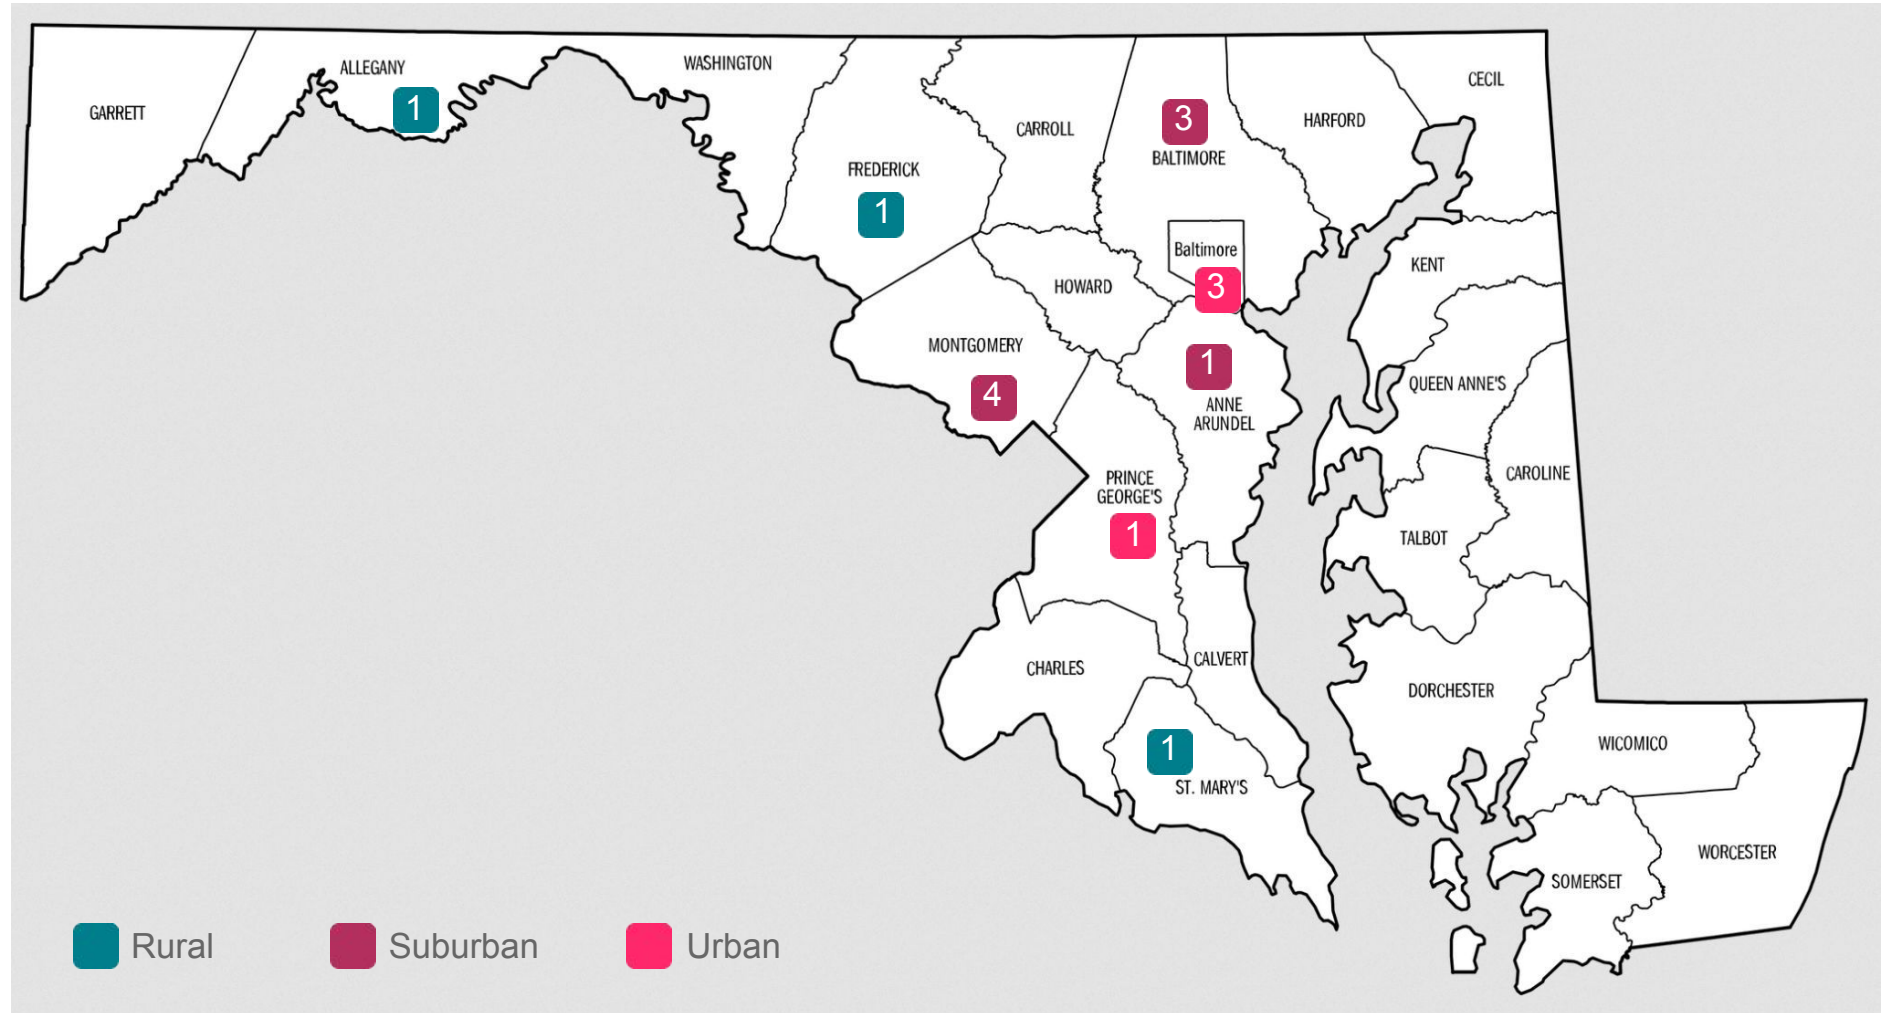 GARRETT
ALLEGANY
1
WASHINGTON
FREDERICK
1
CARROLL
3
BALTIMORE
HARFORD
CECIL
Baltimore
3
HOWARD
KENT
MONTGOMERY
4
1
ANNE
ARUNDEL
QUEEN ANNE'S
PRINCE
GEORGE'S
1
CAROLINE
TALBOT
CHARLES
CALVERT
DORCHESTER
1
ST. MARY'S
WICOMICO
WORCESTER
SOMERSET
Rural
Suburban
Urban